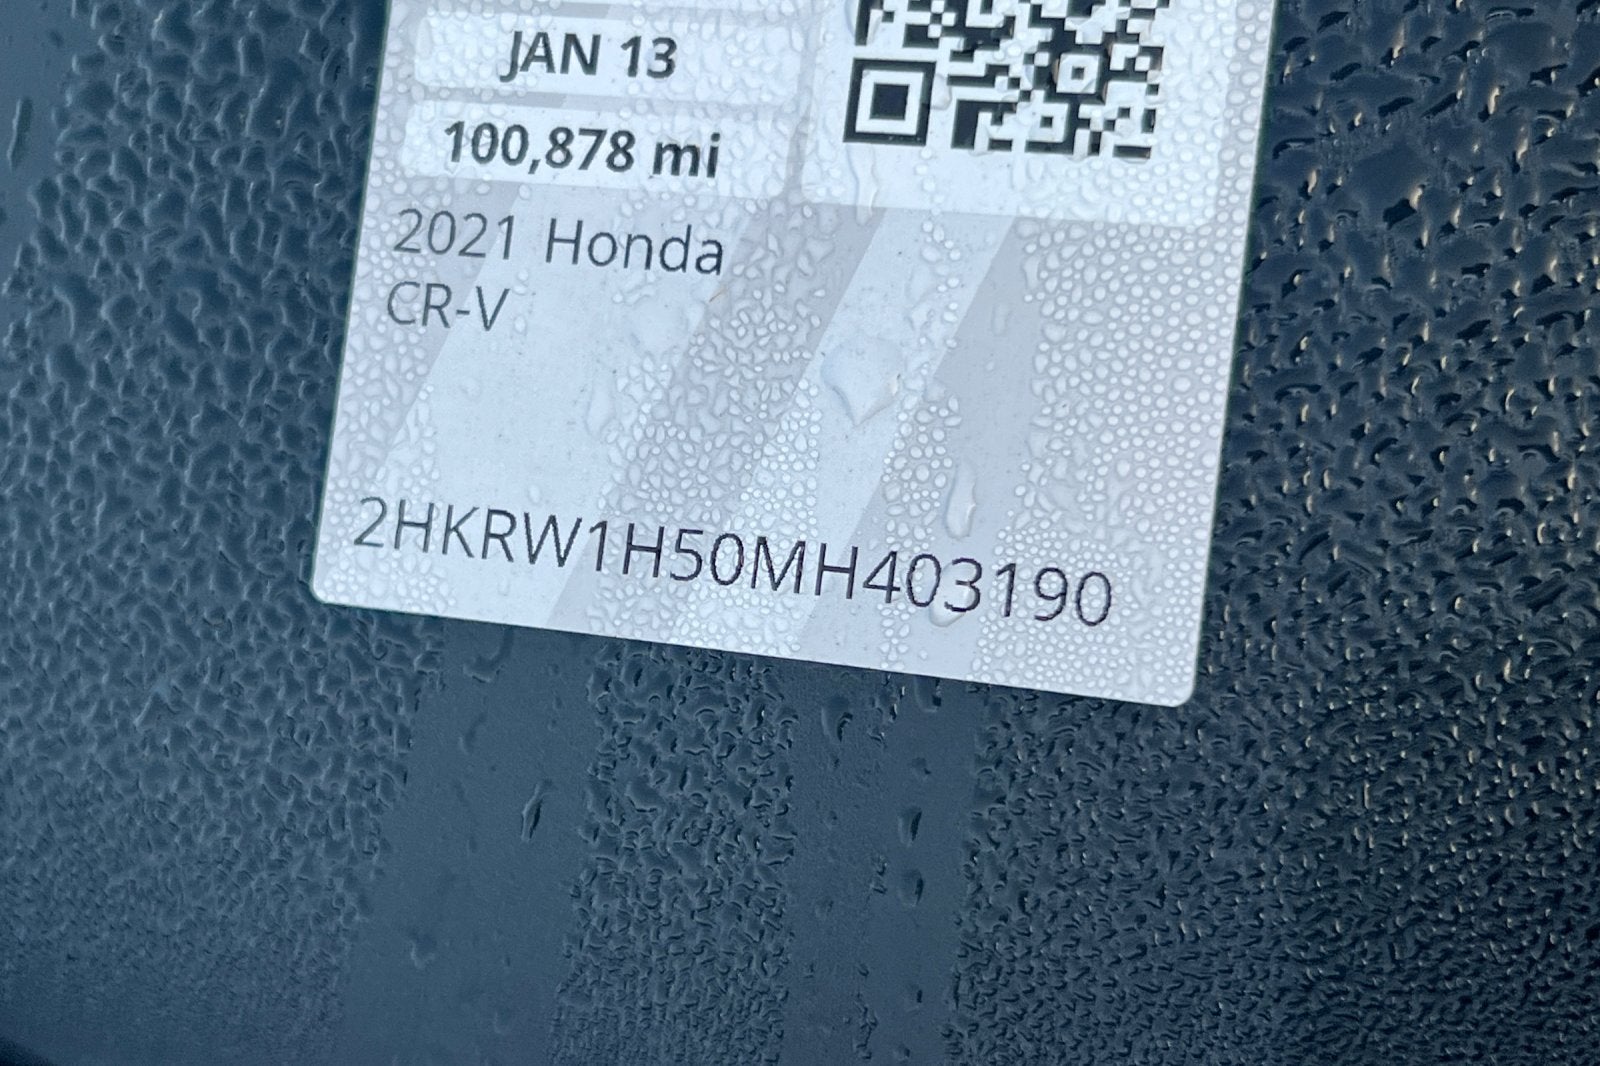 JAN 13
100,878 mi
2021 Honda
CR-V
2HKRW1H50MH403190